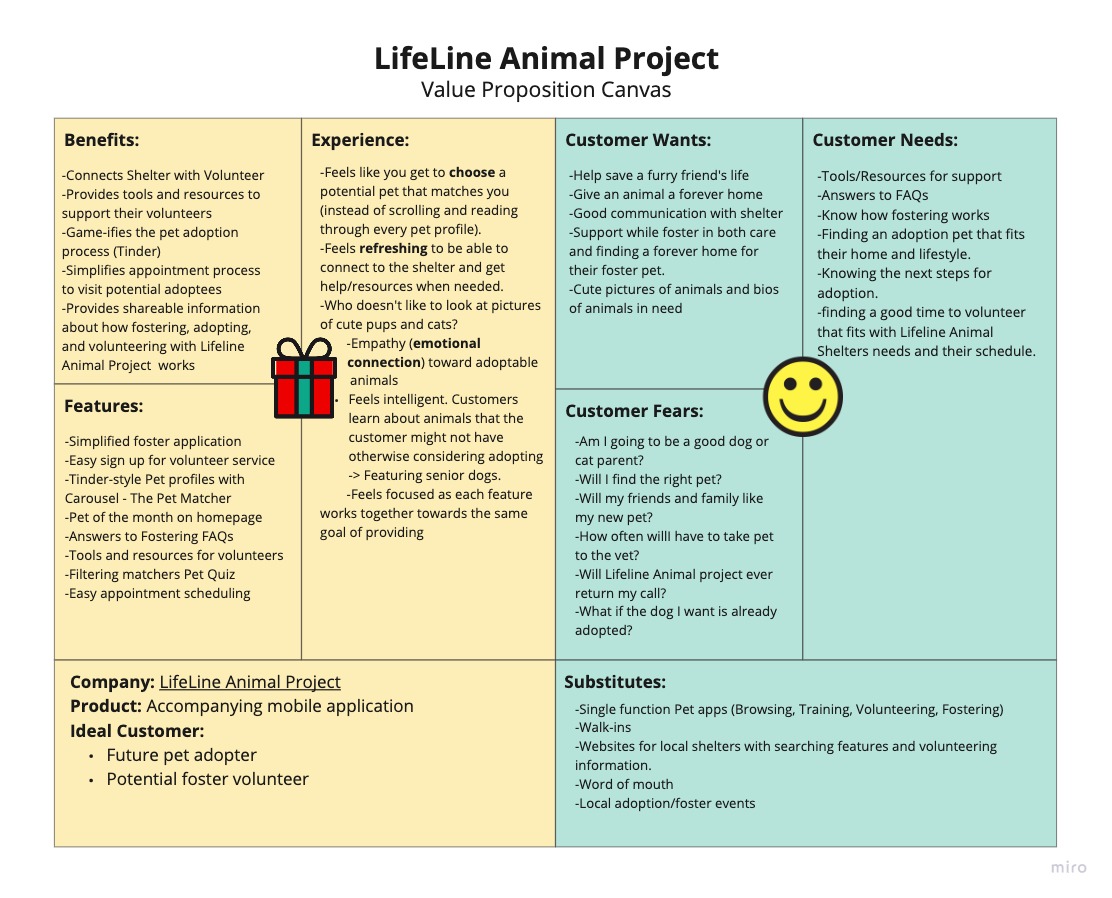 LifeLine Animal Project
Value Proposition Canvas
Benefits:
-Connects Shelter with Volunteer
-Provides tools and resources to
support their volunteers
-Game-ifies the pet adoption
process (Tinder)
-Simplifies appointment process
to visit potential adoptees
-Provides shareable information
about how fostering, adopting,
and volunteering with Lifeline
Animal Project  works
Features:
-Simplified foster application
-Easy sign up for volunteer service
-Tinder-style Pet profiles with
Carousel - The Pet Matcher
-Pet of the month on homepage
-Answers to Fostering FAQs
-Tools and resources for volunteers
-Filtering matchers Pet Quiz
-Easy appointment scheduling
Experience:
-Feels like you get to choose a
potential pet that matches you
(instead of scrolling and reading
through every pet profile).
-Feels refreshing to be able to
connect to the shelter and get
help/resources when needed.
-Who doesn't like to look at pictures
of cute pups and cats?
-Empathy (emotional
connection) toward adoptable
animals
• Feels intelligent. Customers
learn about animals that the
customer might not have
otherwise considered adopting
-> Featuring senior dogs.
-Feels focused as each feature
works together towards the same
goal of providing
Customer Wants:
-Help save a furry friend's life
-Give an animal a forever home
-Good communication with shelter
-Support while foster in both care
and finding a forever home for
their foster pet.
-Cute pictures of animals and bios
of animals in need
Customer Fears:
-Am I going to be a good dog or
cat parent?
-Will I find the right pet?
-Will my friends and family like
my new pet?
-How often willI have to take pet
to the vet?
-Will Lifeline Animal project ever
return my call?
-What if the dog I want is already
adopted?
Customer Needs:
-Tools/Resources for support
-Answers to FAQs
-Know how fostering works
-Finding an adoption pet that fits
their home and lifestyle.
-Knowing the next steps for
adoption.
-finding a good time to volunteer
that fits with Lifeline Animal
Shelters needs and their schedule.
Company: LifeLine Animal Project
Product: Accompanying mobile application
Ideal Customer:
• Future pet adopter
• Potential foster volunteer
Substitutes:
-Single function Pet apps (Browsing, Training, Volunteering, Fostering)
-Walk-ins
-Websites for local shelters with searching features and volunteering
information.
-Word of mouth
-Local adoption/foster events
miro